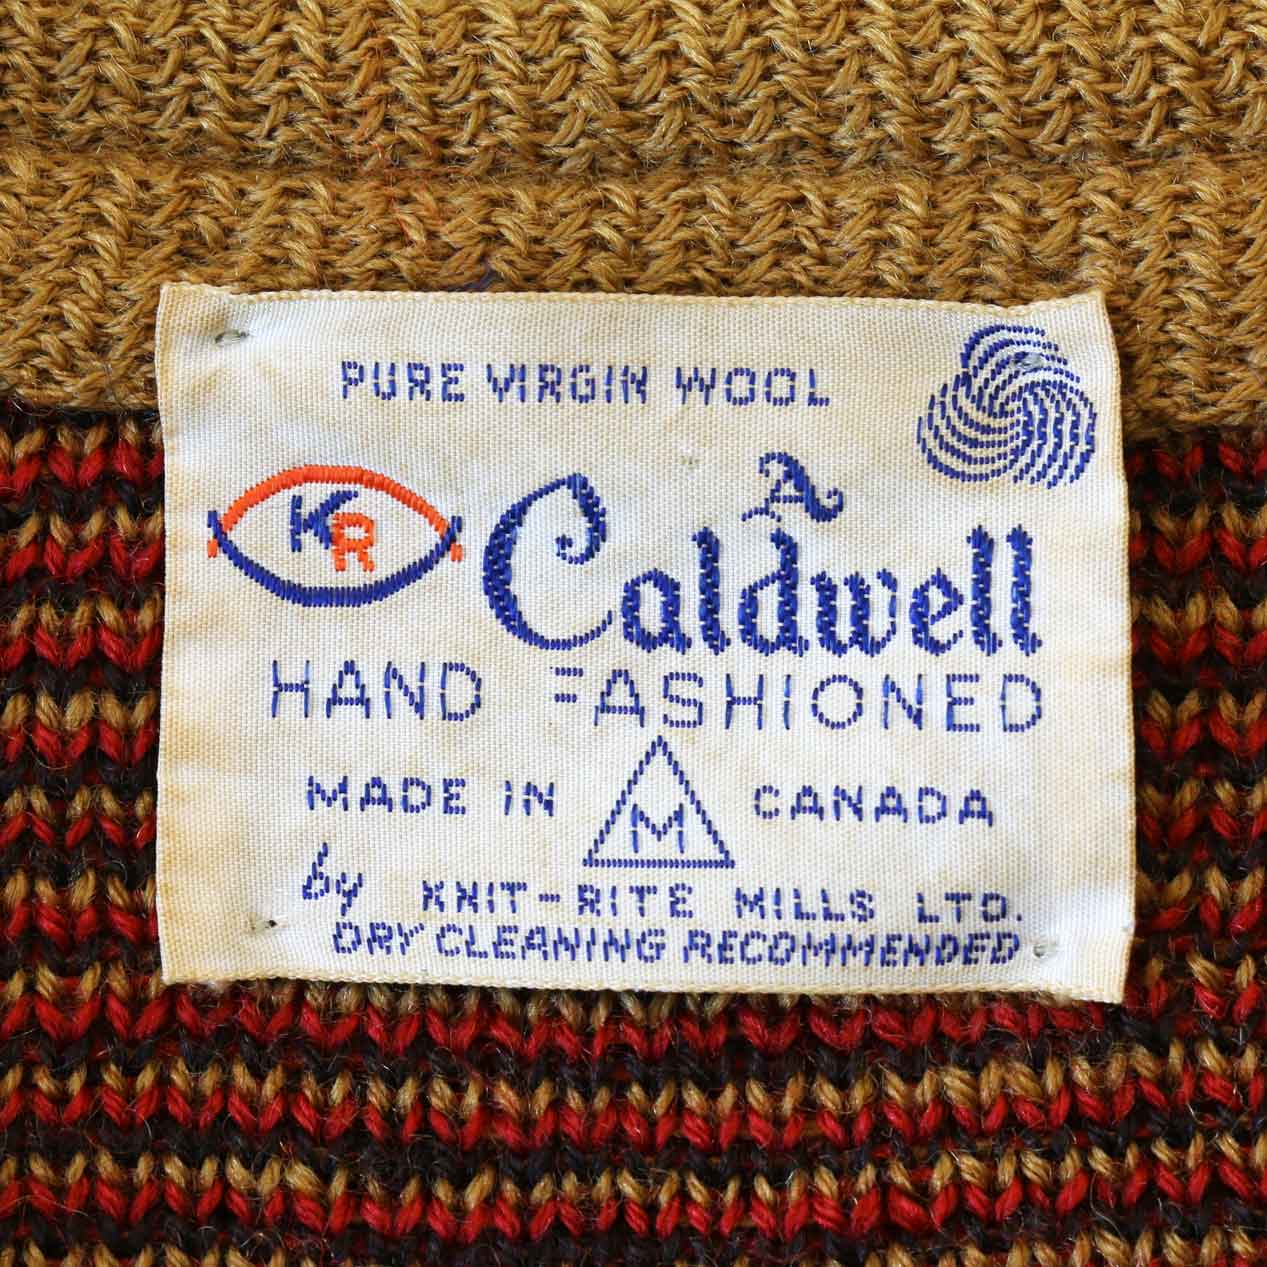 PURE VIRGIN WOOL
KR
A
Caldwell
HAND FASHIONED
MADE IN M CANADA
by KNIT-RITE MILLS LTD.
DRY CLEANING RECOMMENDED